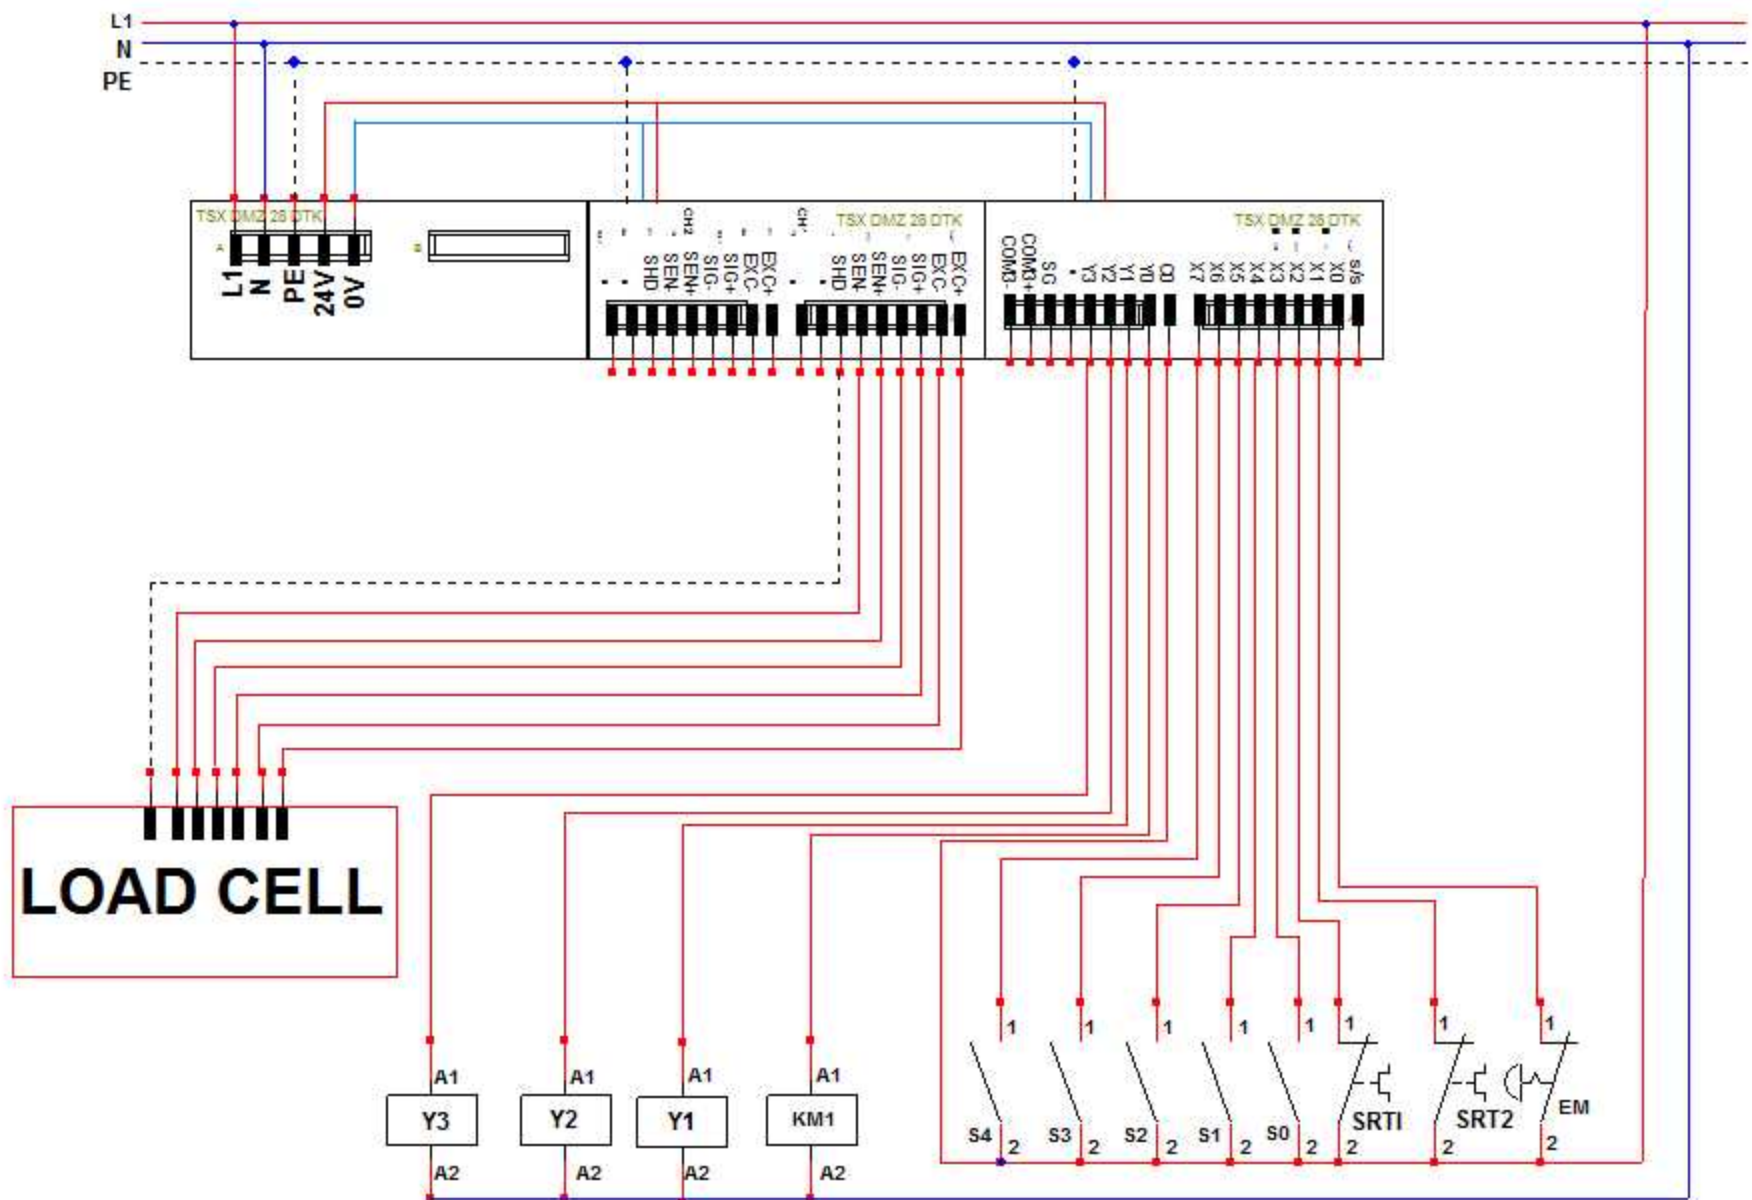 L1
N
PE
TSX DMZ 28 DTK
TSX DMZ 28 DTK
TSX DMZ 28 DTK
A
B
L1
N
PE
24V
0V
CH2
SHD
SEN-
SEN+
SIG-
SIG+
EXC-
EXC+
SHD
SEN-
SEN+
SIG-
SIG+
EXC-
EXC+
COM3-
COM3+
SG
Y3
Y2
Y1
Y0
C0
X7
X6
X5
X4
X3
X2
X1
X0
S/S
LOAD CELL
A1
A1
A1
A1
Y3
Y2
Y1
KM1
A2
A2
A2
A2
1
1
1
1
1
1
1
1
S4
S3
S2
S1
S0
SRTI
SRT2
EM
2
2
2
2
2
2
2
2